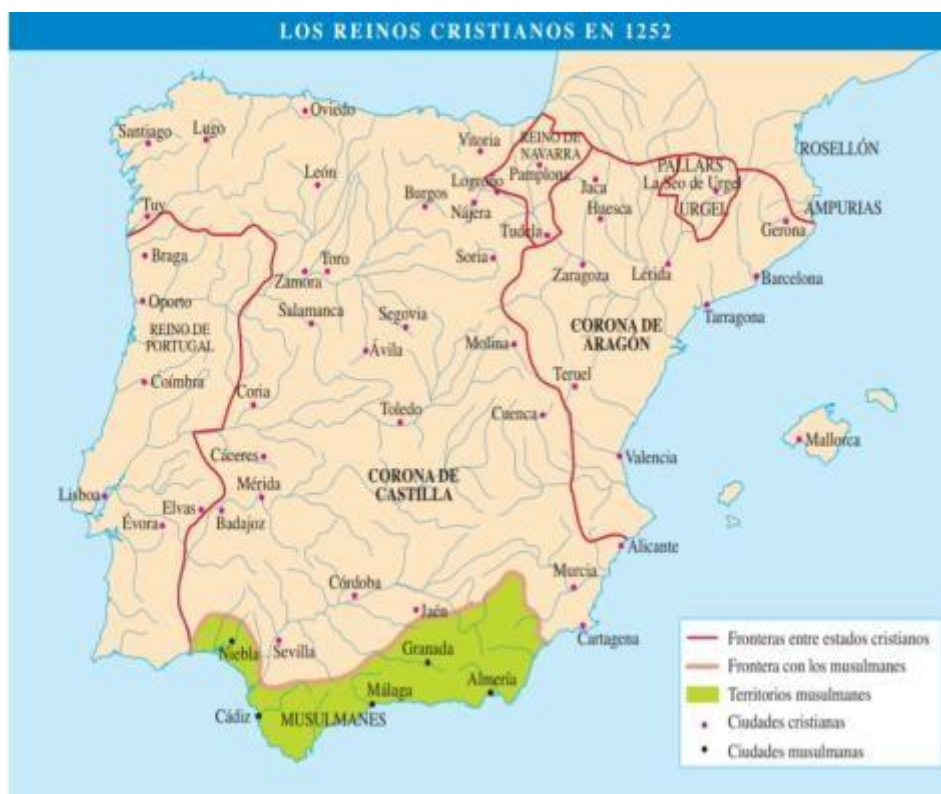 LOS REINOS CRISTIANOS EN 1252
Oviedo
Santiago
Lugo
Vitoria
REINO DE
NAVARRA
Pamplona
ROSELLÓN
León
Logroño
Jaca
PALLARS
La Seo de Urgel
Burgos
Nájera
Huesca
URGEL
AMPURIAS
Tuy
Tudela
Gerona
Braga
Soria
Zamora
Toro
Zaragoza
Lérida
Barcelona
Oporto
Salamanca
Segovia
Tarragona
REINO DE
PORTUGAL
Ávila
Molina
CORONA DE
ARAGÓN
Coímbra
Coria
Teruel
Toledo
Cuenca
Mallorca
Cáceres
Valencia
CORONA DE
CASTILLA
Lisboa
Mérida
Elvas
Badajoz
Évora
Alicante
Córdoba
Murcia
Jaén
Cartagena
Niebla
Sevilla
Granada
Málaga
Almería
Cádiz
MUSULMANES
Fronteras entre estados cristianos
Frontera con los musulmanes
Territorios musulmanes
Ciudades cristianas
Ciudades musulmanas